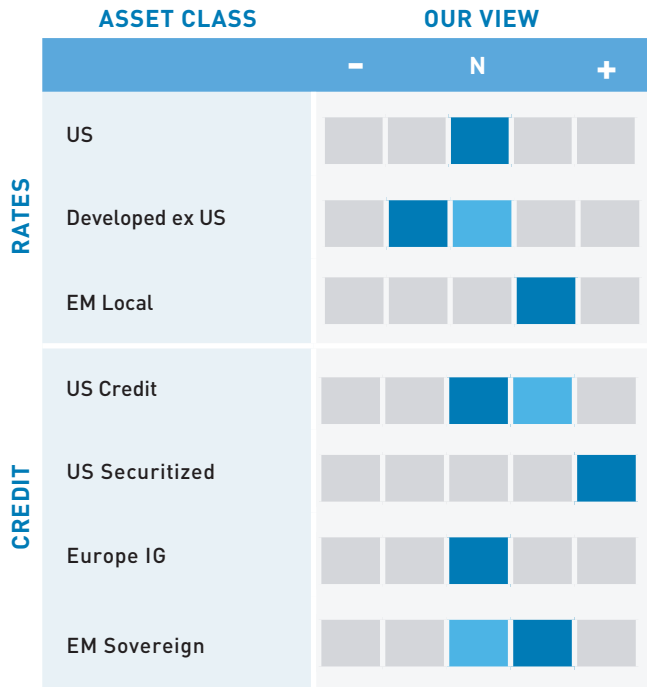 ASSET CLASS OUR VIEW
- N +
RATES
US
Developed ex US
EM Local
CREDIT
US Credit
US Securitized
Europe IG
EM Sovereign